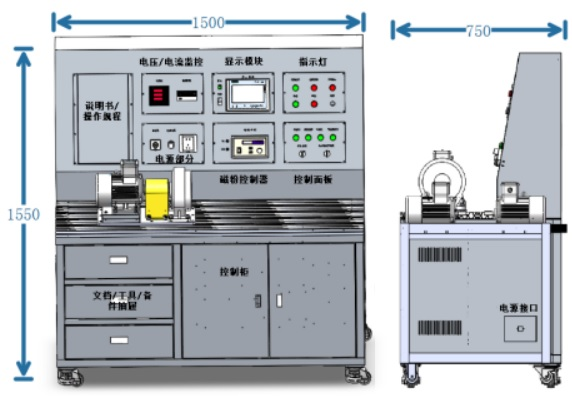 1500
750
电压/电流监控
显示模块
指示灯
说明书/
操作流程
电源部分
磁粉控制器
控制面板
1550
控制柜
文档/工具/备
件抽屉
电源接口